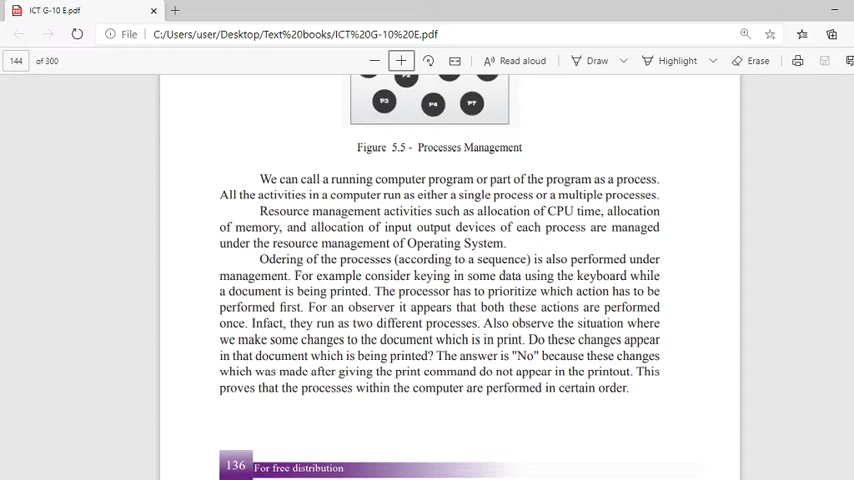 ICT G-10 E.pdf
File
C:/Users/user/Desktop/Text%20books/ICT%20G-10%20E.pdf
144 of 300
Read aloud
Draw
Highlight
Erase
P3 P4 P7
Figure 5.5 - Processes Management
We can call a running computer program or part of the program as a process.
All the activities in a computer run as either a single process or a multiple processes.
Resource management activities such as allocation of CPU time, allocation
of memory, and allocation of input output devices of each process are managed
under the resource management of Operating System.
Odering of the processes (according to a sequence) is also performed under
management. For example consider keying in some data using the keyboard while
a document is being printed. The processor has to prioritize which action has to be
performed first. For an observer it appears that both these actions are performed
once. Infact, they run as two different processes. Also observe the situation where
we make some changes to the document which is in print. Do these changes appear
in that document which is being printed? The answer is "No" because these changes
which was made after giving the print command do not appear in the printout. This
proves that the processes within the computer are performed in certain order.
136
For free distribution